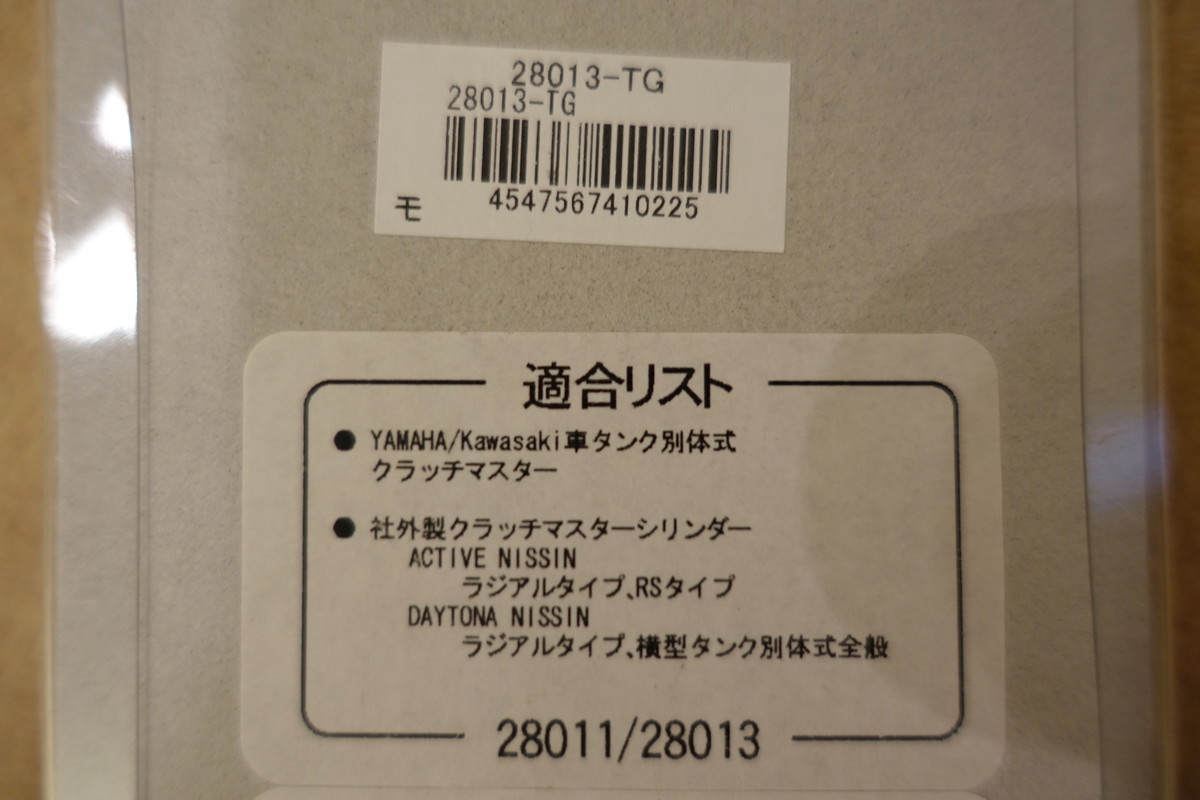 28013-TG
28013-TG
4547567410225
モ
適合リスト
● YAMAHA/Kawasaki車タンク別体式
クラッチマスター
● 社外製クラッチマスターシリンダー
ACTIVE NISSIN
ラジアルタイプ、RSタイプ
DAYTONA NISSIN
ラジアルタイプ、横型タンク別体式全般
28011/28013